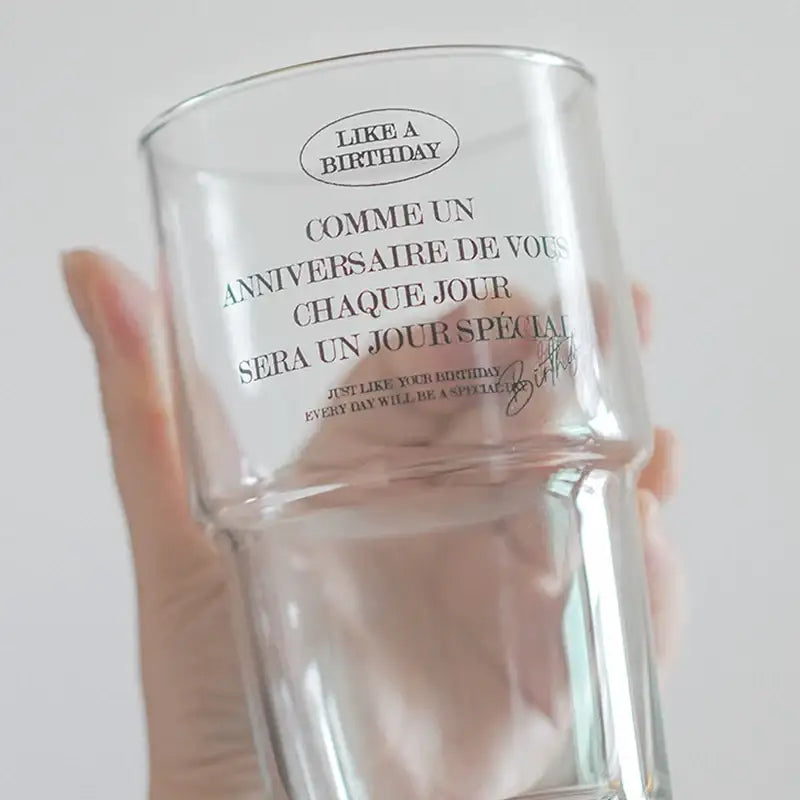 LIKE A
BIRTHDAY
COMME UN
ANNIVERSAIRE DE VOUS
CHAQUE JOUR
SERA UN JOUR SPÉCIAL
JUST LIKE YOUR BIRTHDAY
EVERY DAY WILL BE A SPECIAL
Birthday